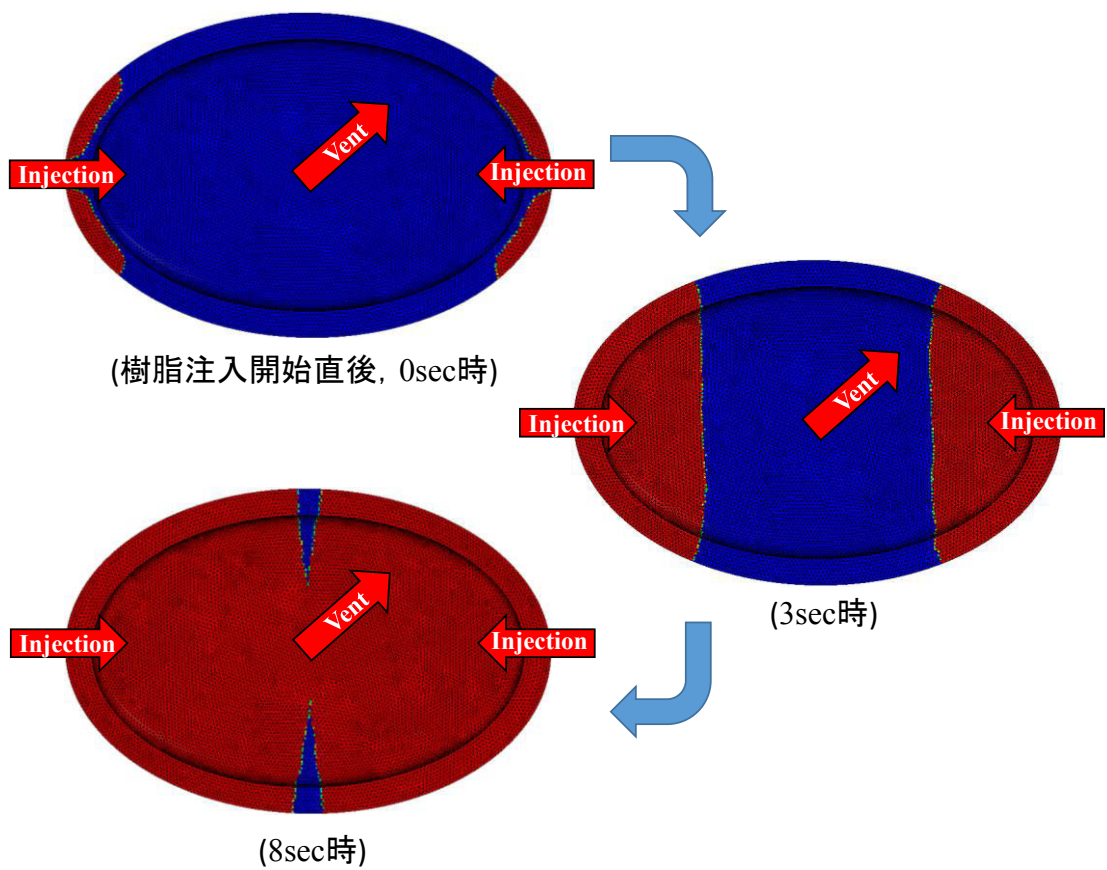 Injection
Vent
Injection
(樹脂注入開始直後, 0sec時)
Injection
Vent
Injection
(3sec時)
Injection
Vent
Injection
(8sec時)